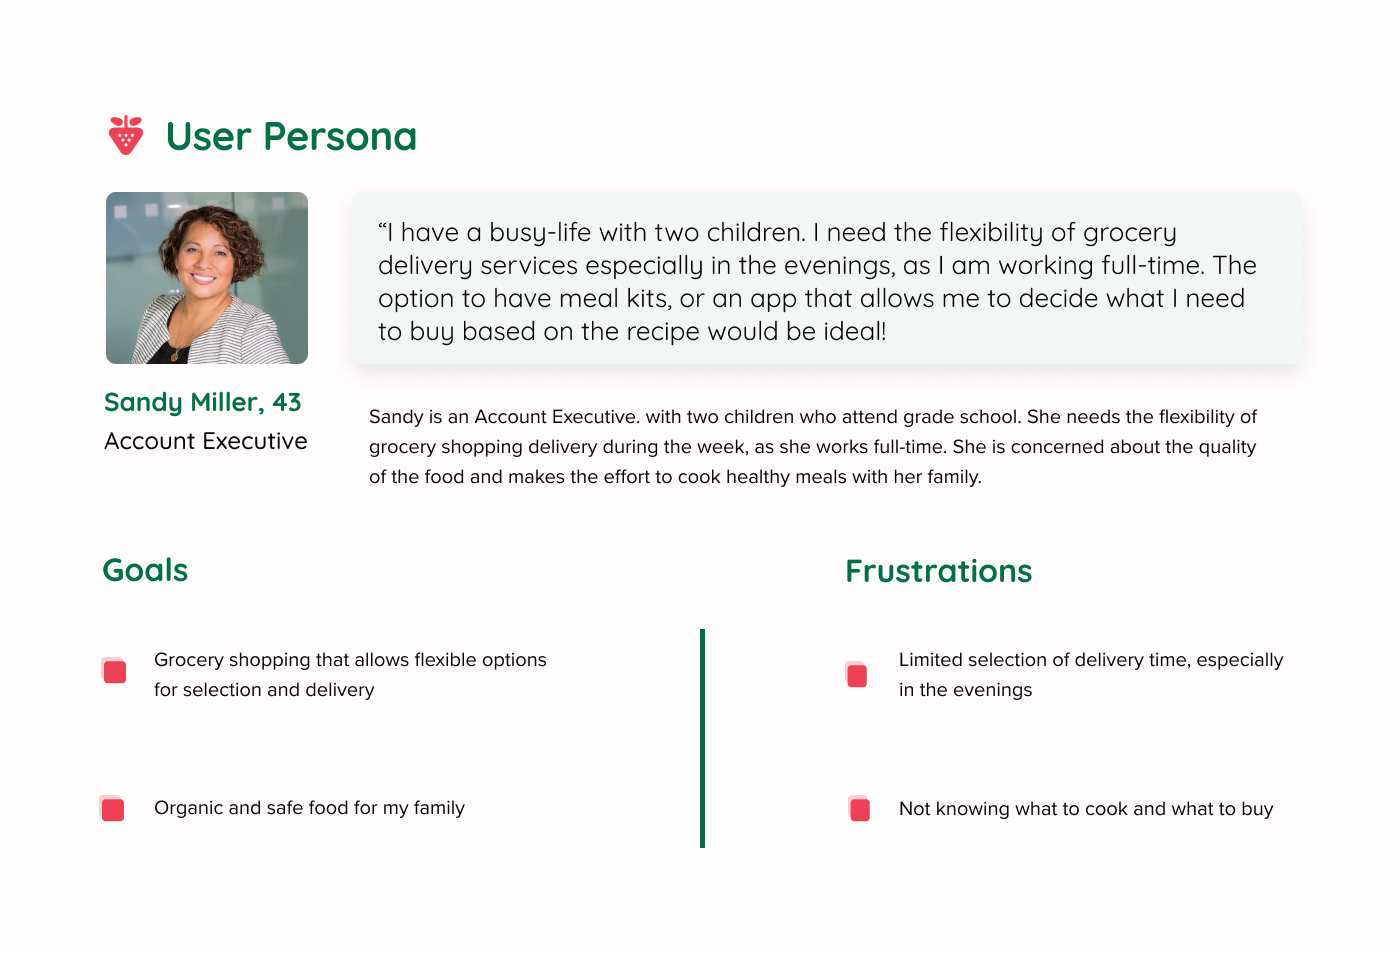 User Persona
“I have a busy-life with two children. I need the flexibility of grocery
delivery services especially in the evenings, as I am working full-time. The
option to have meal kits, or an app that allows me to decide what I need
to buy based on the recipe would be ideal!
Sandy Miller, 43
Account Executive
Sandy is an Account Executive. with two children who attend grade school. She needs the flexibility of
grocery shopping delivery during the week, as she works full-time. She is concerned about the quality
of the food and makes the effort to cook healthy meals with her family.
Goals
Grocery shopping that allows flexible options
for selection and delivery
Organic and safe food for my family
Frustrations
Limited selection of delivery time, especially
in the evenings
Not knowing what to cook and what to buy